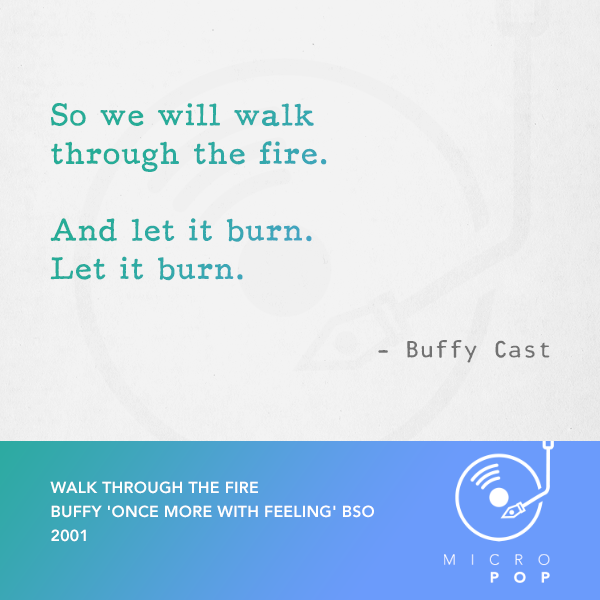 So we will walk
through the fire.
And let it burn.
Let it burn.
– Buffy Cast
WALK THROUGH THE FIRE
BUFFY 'ONCE MORE WITH FEELING' BSO
2001
MICRO
POP